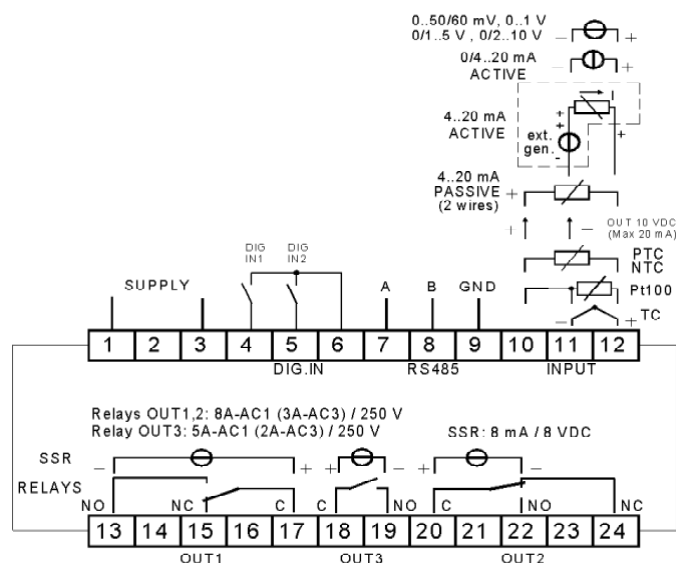 0..50/60 mV, 0..1 V
0/1..5 V , 0/2..10 V
- +
0/4..20 mA
ACTIVE
- +
I
4..20 mA
ACTIVE
+
+
ext.
gen.
-
+
4..20 mA
PASSIVE
(2 wires)
+
+ -
OUT 10 VDC
(Max 20 mA)
PTC
NTC
Pt100
- + TC
DIG
IN1
DIG
IN2
SUPPLY
A B GND
1 2 3 4 5 6 7 8 9 10 11 12
DIG.IN RS485 INPUT
Relays OUT1,2: 8A-AC1 (3A-AC3) / 250 V
Relay OUT3: 5A-AC1 (2A-AC3) / 250 V
SSR: 8 mA / 8 VDC
SSR - + + - + -
RELAYS
NO NC C C NO C NO NC
13 14 15 16 17 18 19 20 21 22 23 24
OUT1 OUT3 OUT2